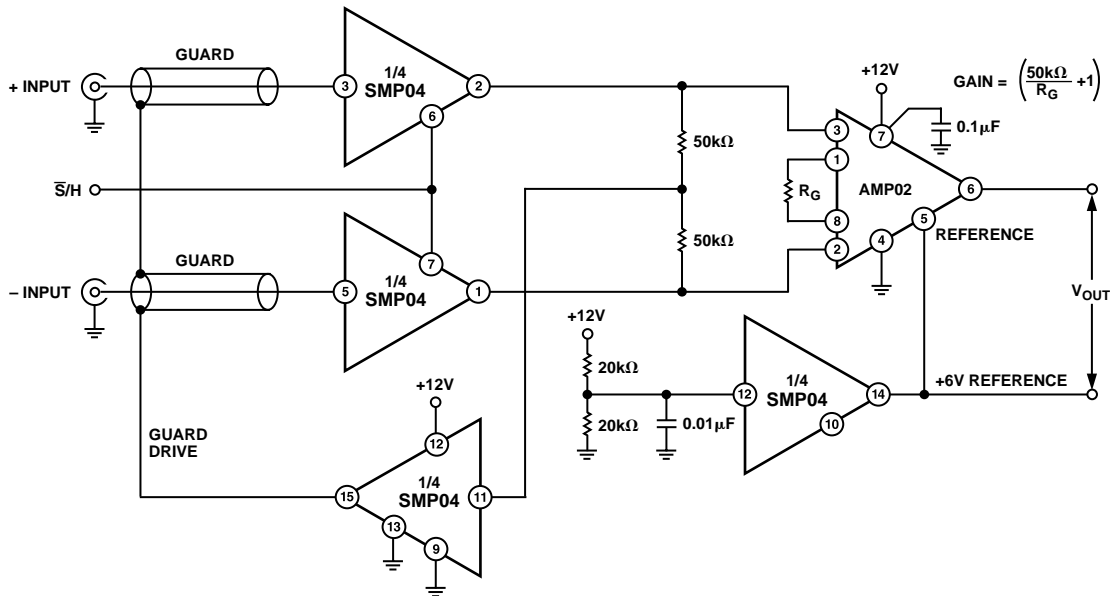 + INPUT
GUARD
3
1/4
SMP04
2
6
S̅/H
– INPUT
GUARD
5
7
1/4
SMP04
1
50kΩ
50kΩ
+12V
GAIN = (50kΩ/R_G +1)
7
0.1µF
3
1
R_G
8
2
AMP02
6
5
4
REFERENCE
V_OUT
+12V
20kΩ
20kΩ
0.01µF
12
1/4
SMP04
14
10
+6V REFERENCE
GUARD
DRIVE
+12V
12
1/4
SMP04
15
11
13
9